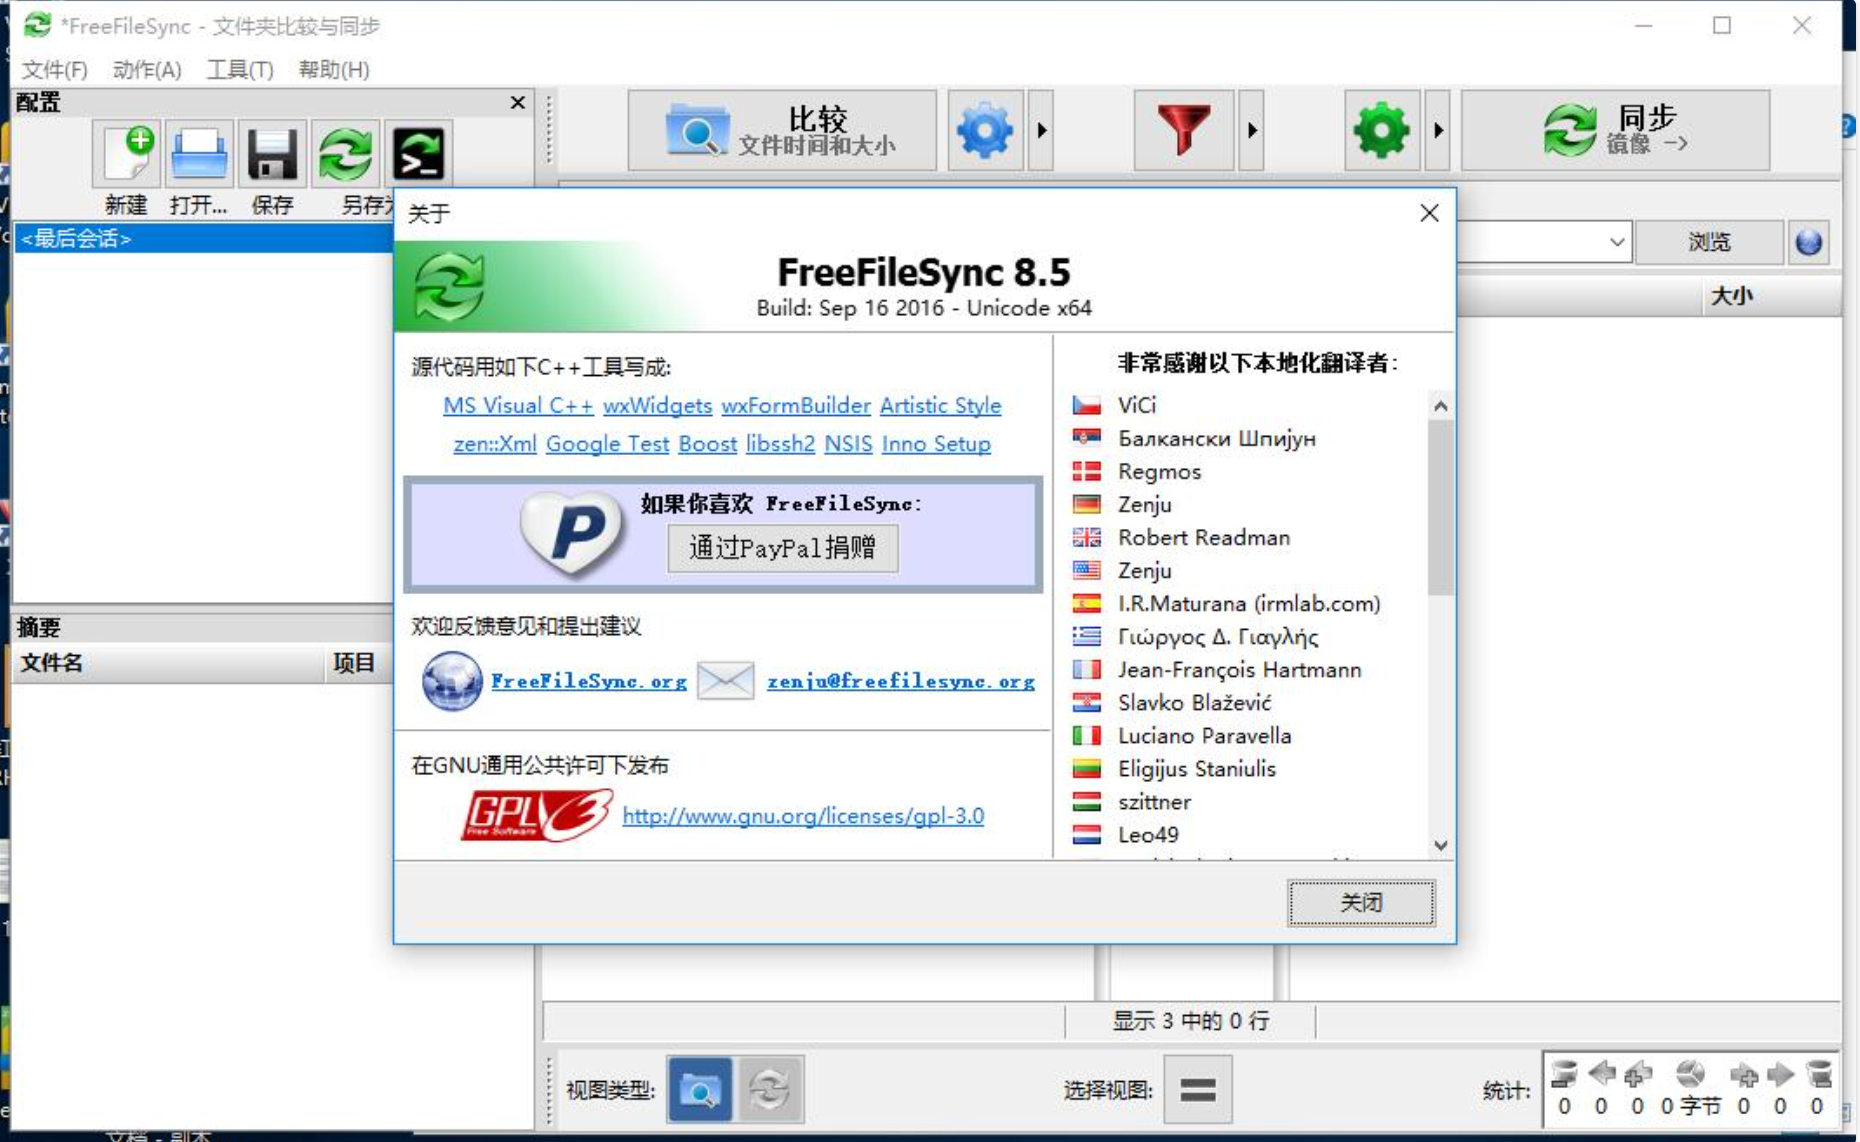 *FreeFileSync - 文件夹比较与同步
文件(F) 动作(A) 工具(T) 帮助(H)
配置
新建 打开... 保存 另存
<最后会话>
比较
文件时间和大小
同步
镜像 ->
浏览
大小
关于
FreeFileSync 8.5
Build: Sep 16 2016 - Unicode x64
源代码用如下C++工具写成:
MS Visual C++ wxWidgets wxFormBuilder Artistic Style
zen::Xml Google Test Boost libssh2 NSIS Inno Setup
如果你喜欢 FreeFileSync:
通过PayPal捐赠
欢迎反馈意见和提出建议
FreeFileSync.org zenju@freefilesync.org
在GNU通用公共许可下发布
GPL v3
Free Software
http://www.gnu.org/licenses/gpl-3.0
非常感谢以下本地化翻译者:
ViCi
Балкански Шпијун
Regmos
Zenju
Robert Readman
Zenju
I.R.Maturana (irmlab.com)
Γιώργος Δ. Γιαγλής
Jean-François Hartmann
Slavko Blažević
Luciano Paravella
Eligijus Staniulis
szittner
Leo49
关闭
摘要
文件名 项目
显示 3 中的 0 行
视图类型: 选择视图: 统计:
0 0 0 0 字节 0 0 0
文档 - 副本